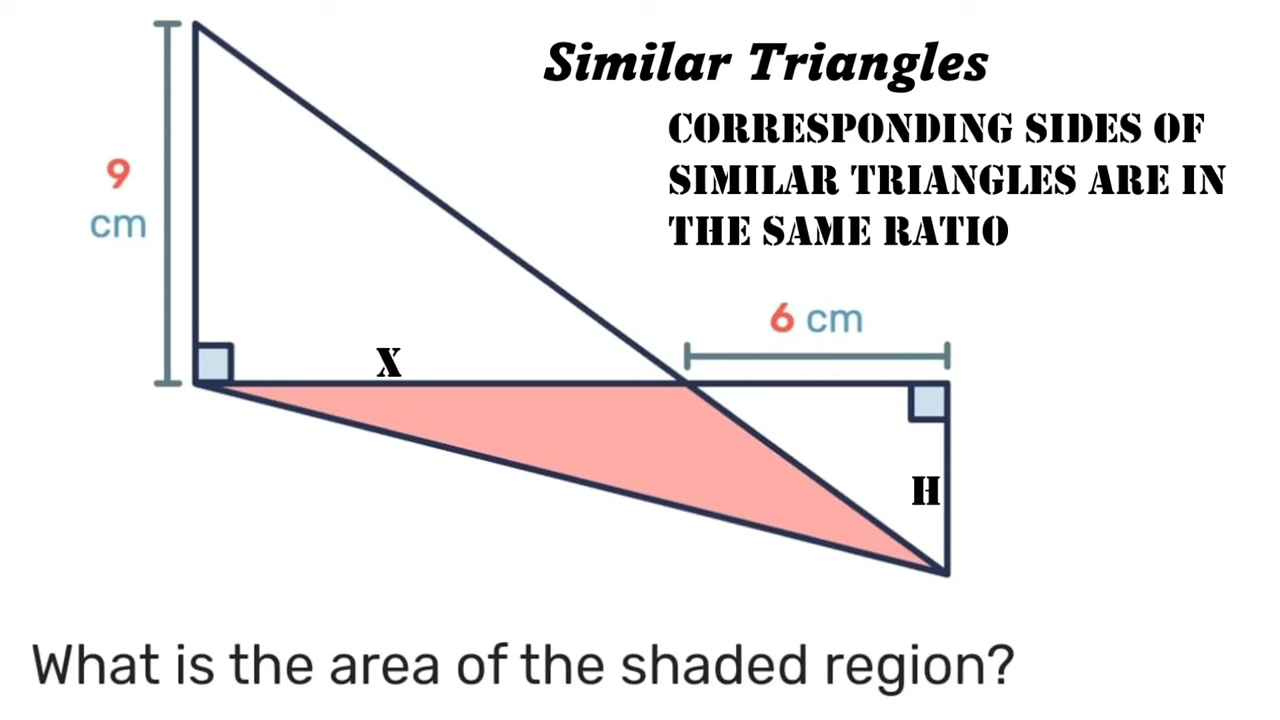 Similar Triangles
CORRESPONDING SIDES OF
SIMILAR TRIANGLES ARE IN
THE SAME RATIO
9
cm
6 cm
X
H
What is the area of the shaded region?